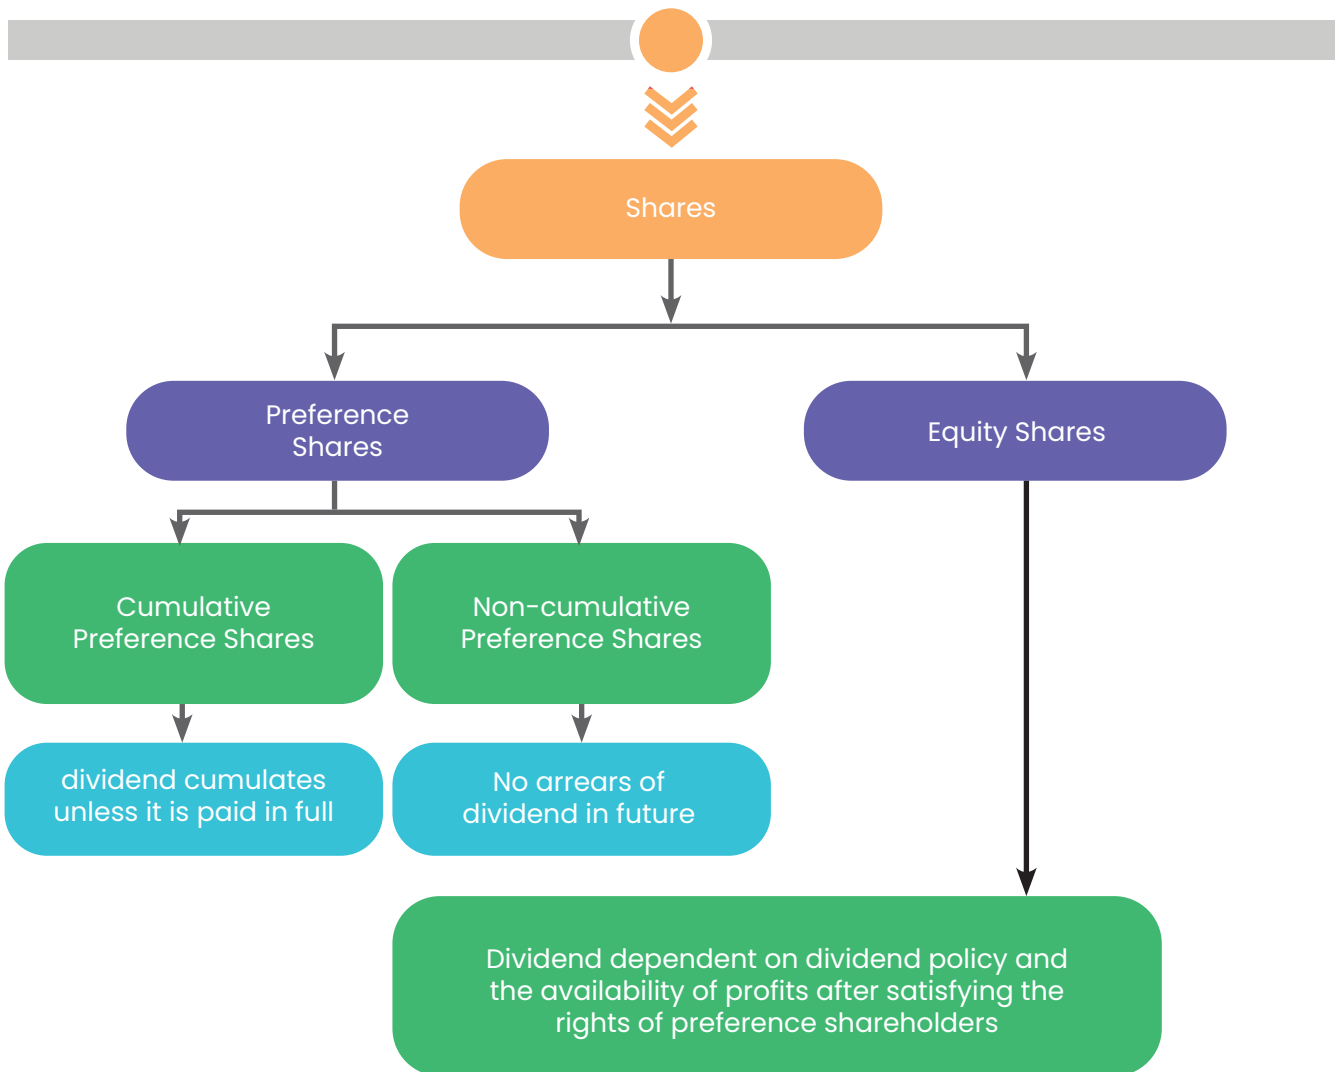 Shares
Preference
Shares
Equity Shares
Cumulative
Preference Shares
Non-cumulative
Preference Shares
dividend cumulates
unless it is paid in full
No arrears of
dividend in future
Dividend dependent on dividend policy and
the availability of profits after satisfying the
rights of preference shareholders